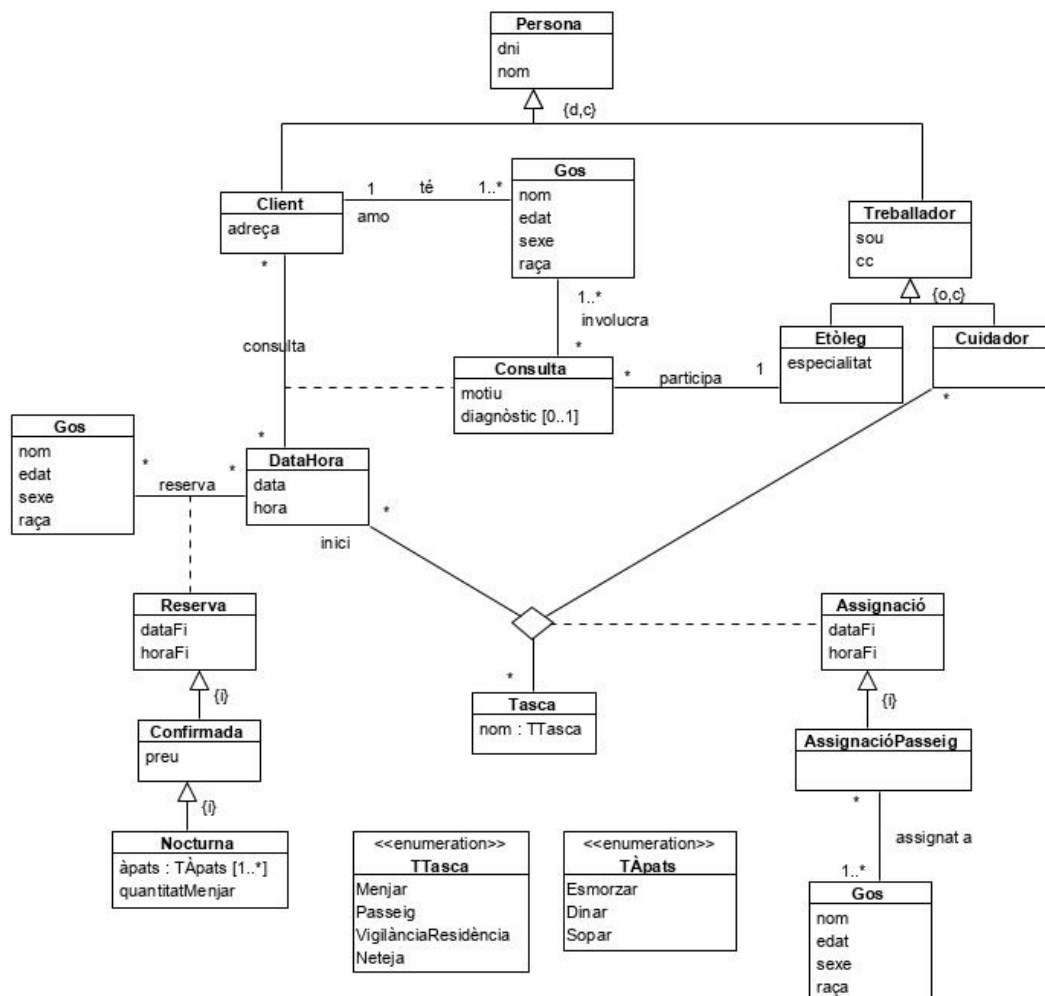 Persona
dni
nom
{d,c}
Client
adreça
1 té 1..*
amo
Gos
nom
edat
sexe
raça
Treballador
sou
cc
{o,c}
*
1..*
involucra
*
consulta
Consulta
motiu
diagnòstic [0..1]
* participa 1
Etòleg
especialitat
Cuidador
*
Gos
nom
edat
sexe
raça
* reserva *
*
DataHora
data
hora
*
inici
Reserva
dataFi
horaFi
{i}
Confirmada
preu
{i}
Nocturna
àpats : TÀpats [1..*]
quantitatMenjar
*
Tasca
nom : TTasca
Assignació
dataFi
horaFi
{i}
AssignacióPasseig
*
assignat a
1..*
Gos
nom
edat
sexe
raça
<<enumeration>>
TTasca
Menjar
Passeig
VigilànciaResidència
Neteja
<<enumeration>>
TÀpats
Esmorzar
Dinar
Sopar